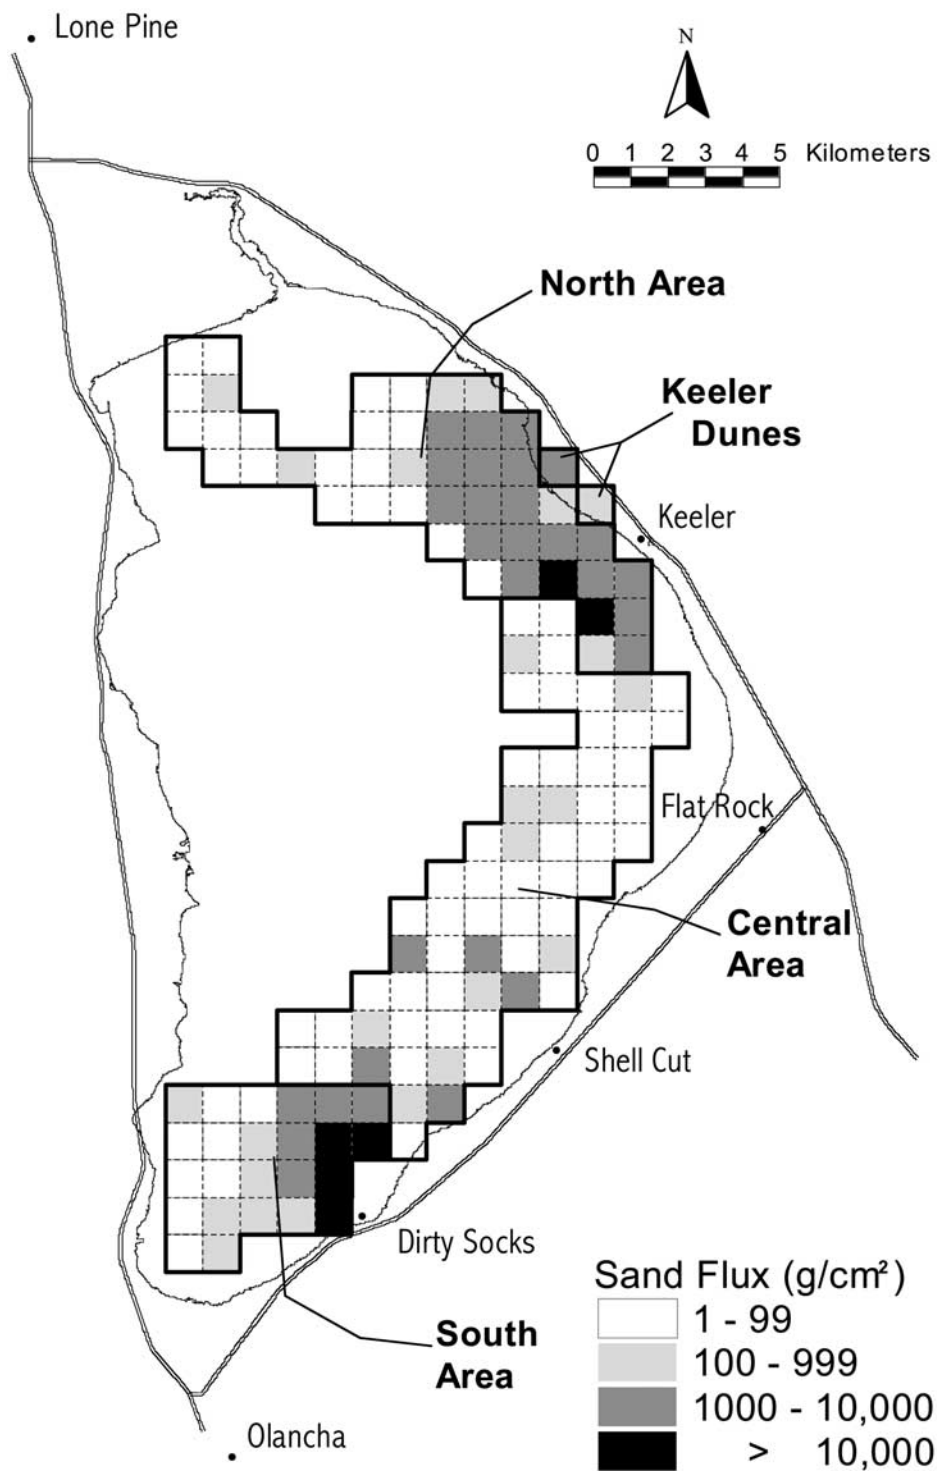 Lone Pine
N
0 1 2 3 4 5 Kilometers
North Area
Keeler
Dunes
Keeler
Flat Rock
Central
Area
Shell Cut
Dirty Socks
South
Area
Olancha
Sand Flux (g/cm²)
1 - 99
100 - 999
1000 - 10,000
> 10,000